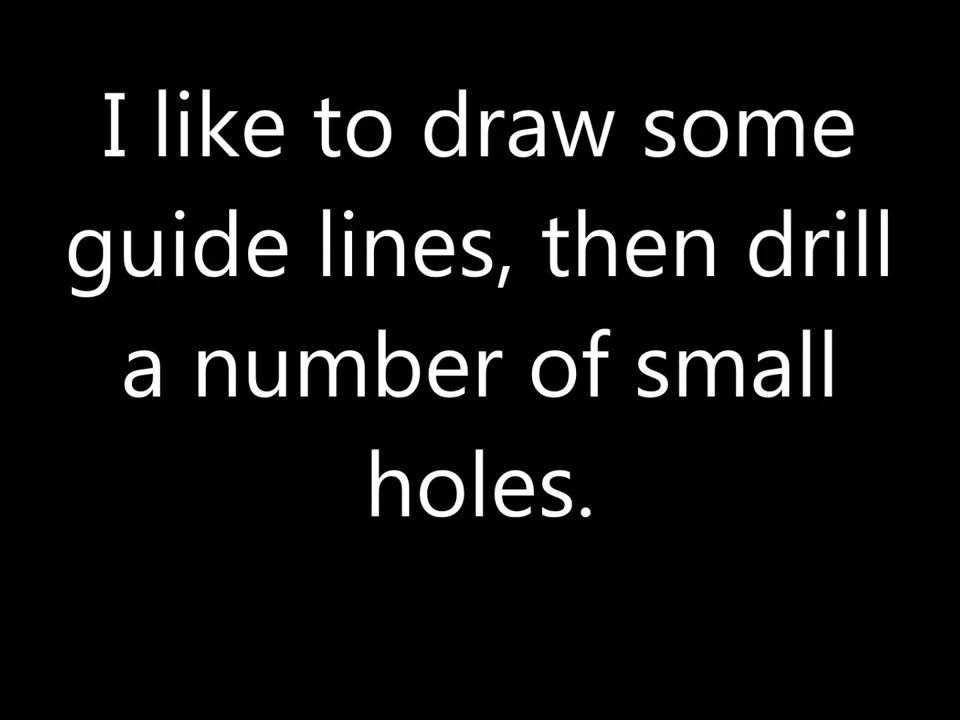 I like to draw some
guide lines, then drill
a number of small
holes.